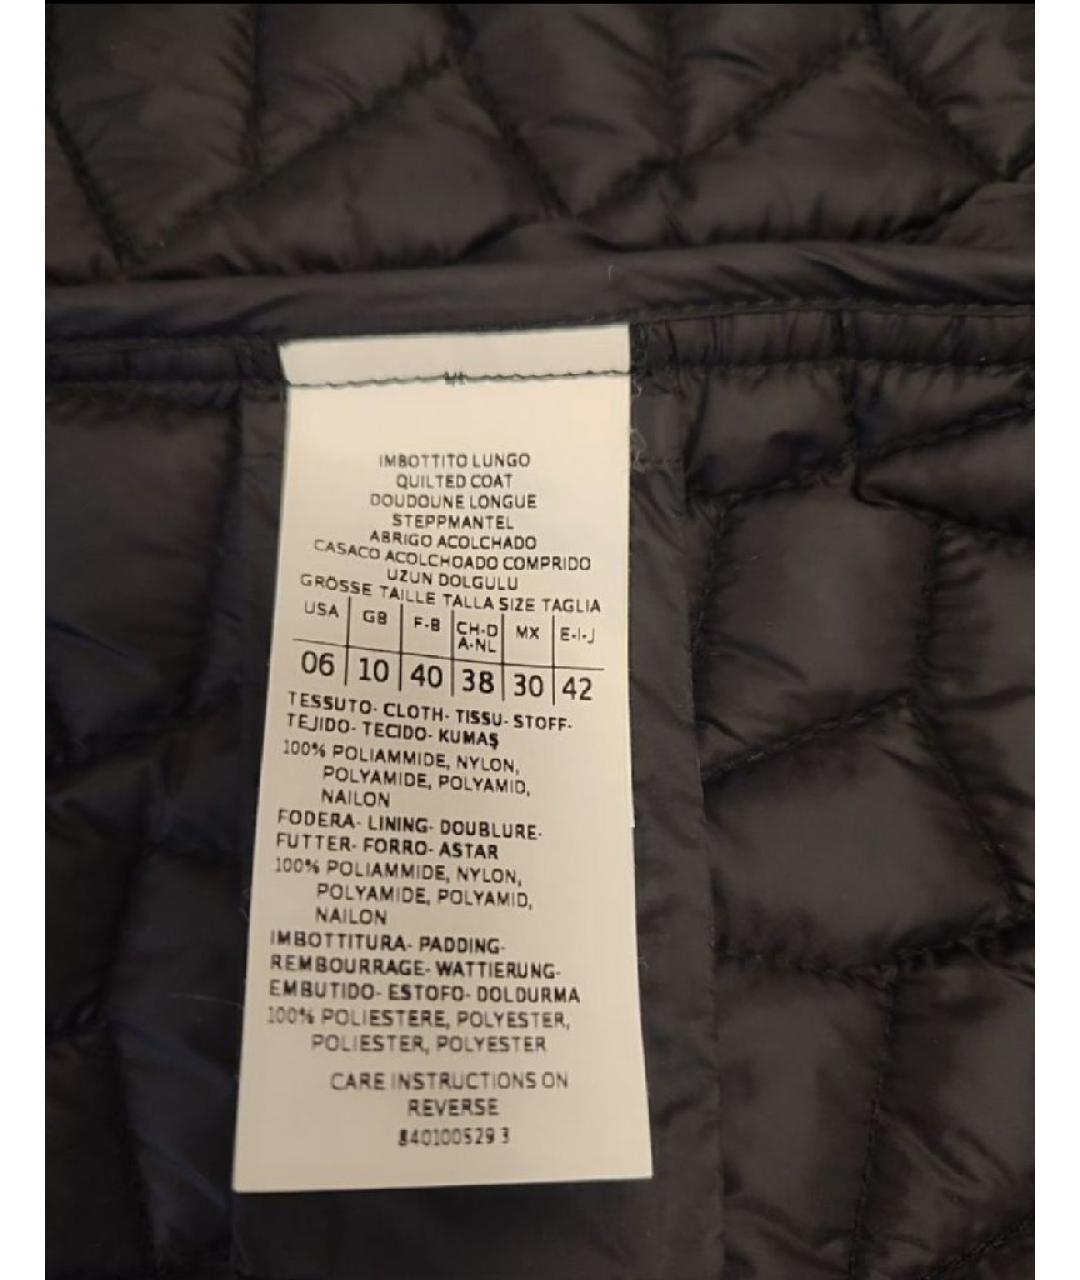 IMBOTTITO LUNGO
QUILTED COAT
DOUDOUNE LONGUE
STEPPMANTEL
ABRIGO ACOLCHADO
CASACO ACOLCHOADO COMPRIDO
UZUN DOLGULU
GRÖSSE TAILLE TALLA SIZE TAGLIA
USA GB F-B CH-D A-NL MX E-I-J
06 10 40 38 30 42
TESSUTO- CLOTH- TISSU- STOFF-
TEJIDO- TECIDO- KUMAŞ
100% POLIAMMIDE, NYLON,
POLYAMIDE, POLYAMID,
NAILON
FODERA- LINING- DOUBLURE-
FUTTER- FORRO- ASTAR
100% POLIAMMIDE, NYLON,
POLYAMIDE, POLYAMID,
NAILON
IMBOTTITURA- PADDING-
REMBOURRAGE- WATTIERUNG-
EMBUTIDO- ESTOFO- DOLDURMA
100% POLIESTERE, POLYESTER,
POLIESTER, POLYESTER
CARE INSTRUCTIONS ON
REVERSE
840100529 3